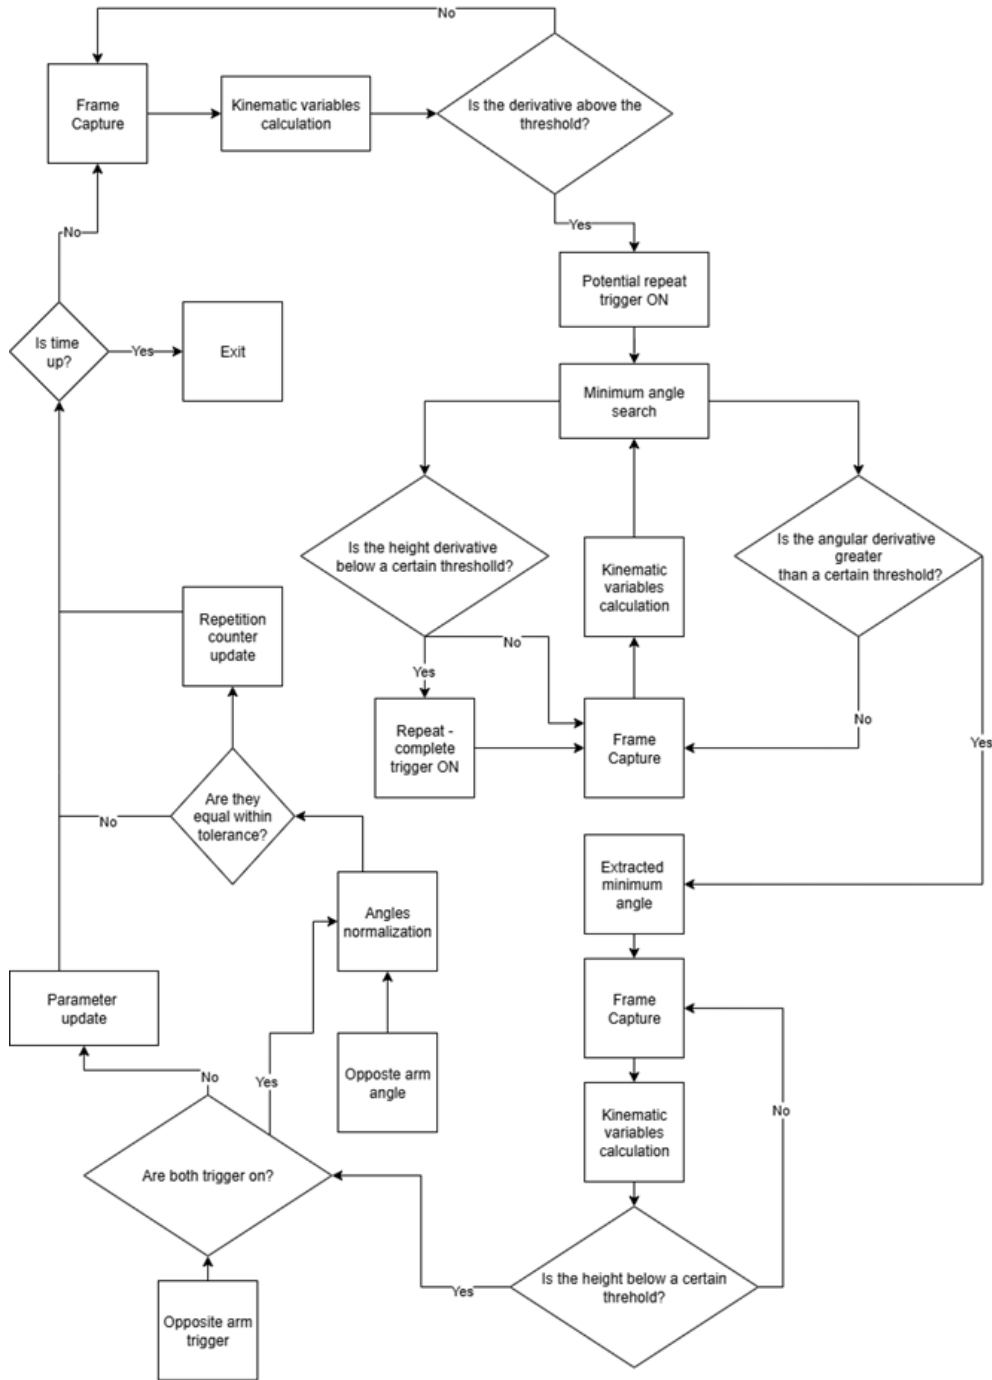 No
Frame
Capture
Kinematic variables
calculation
Is the derivative above the
threshold?
No
Yes
Potential repeat
trigger ON
Is time
up?
Yes
Exit
Minimum angle
search
Is the height derivative
below a certain thresholld?
Kinematic
variables
calculation
Is the angular derivative
greater
than a certain threshold?
Repetition
counter
update
No
Yes
Repeat -
complete
trigger ON
Frame
Capture
No
Yes
Are they
equal within
tolerance?
No
Extracted
minimum
angle
Angles
normalization
Parameter
update
Frame
Capture
Opposte arm
angle
No
Yes
Kinematic
variables
calculation
No
Are both trigger on?
Is the height below a certain
threhold?
Yes
Opposite arm
trigger